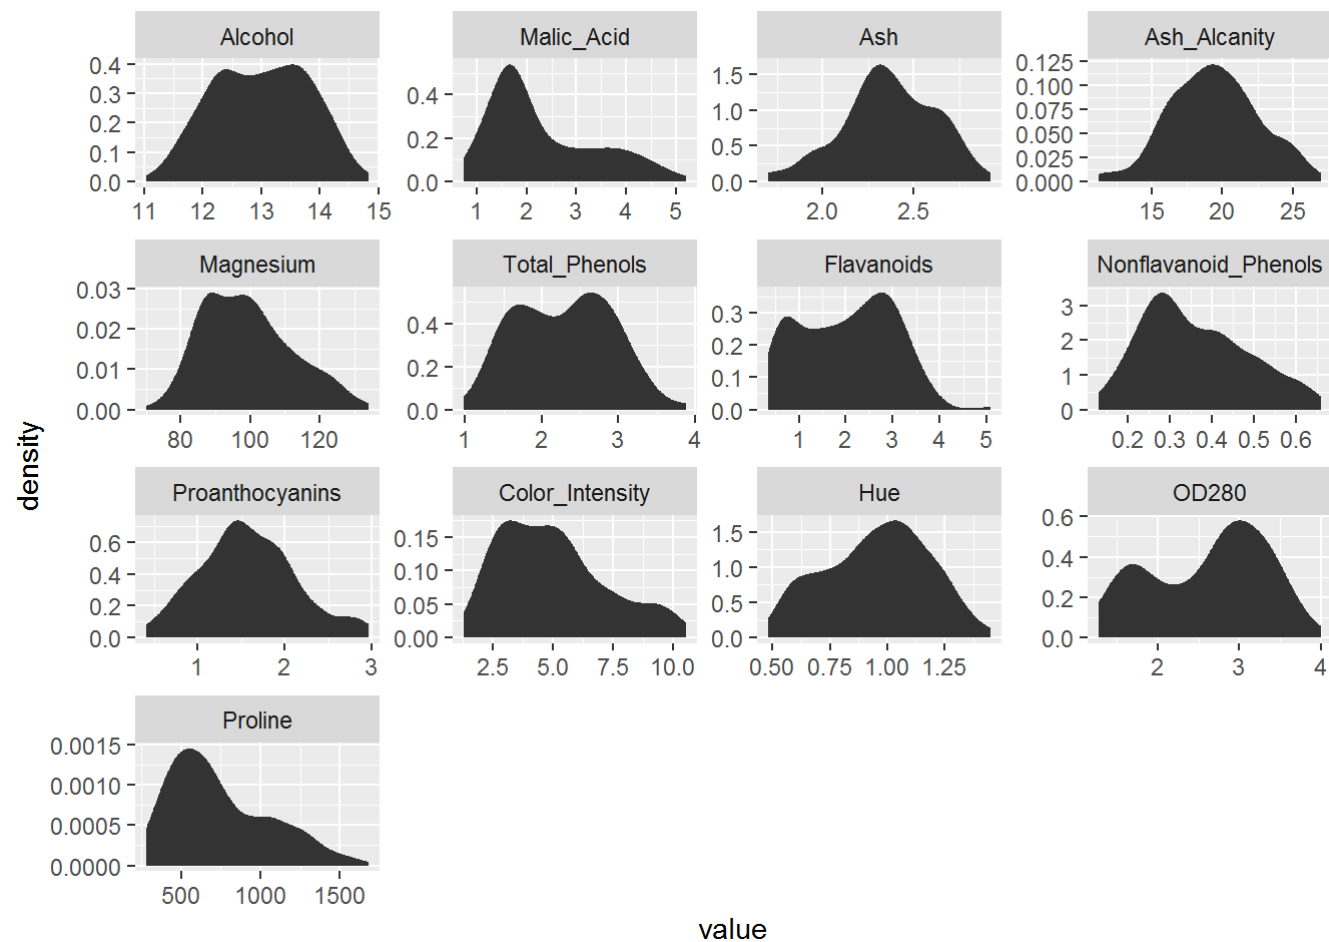 Alcohol Malic_Acid Ash Ash_Alcanity
0.4 0.3 0.2 0.1 0.0
0.4 0.2 0.0
1.5 1.0 0.5 0.0
0.125 0.100 0.075 0.050 0.025 0.000
11 12 13 14 15 1 2 3 4 5 2.0 2.5 15 20 25
Magnesium Total_Phenols Flavanoids Nonflavanoid_Phenols
0.03 0.02 0.01 0.00
0.4 0.2 0.0
0.3 0.2 0.1 0.0
3 2 1 0
80 100 120 1 2 3 4 1 2 3 4 5 0.2 0.3 0.4 0.5 0.6
density
Proanthocyanins Color_Intensity Hue OD280
0.6 0.4 0.2 0.0
0.15 0.10 0.05 0.00
1.5 1.0 0.5 0.0
0.6 0.4 0.2 0.0
1 2 3 2.5 5.0 7.5 10.0 0.50 0.75 1.00 1.25 2 3 4
Proline
0.0015 0.0010 0.0005 0.0000
500 1000 1500
value